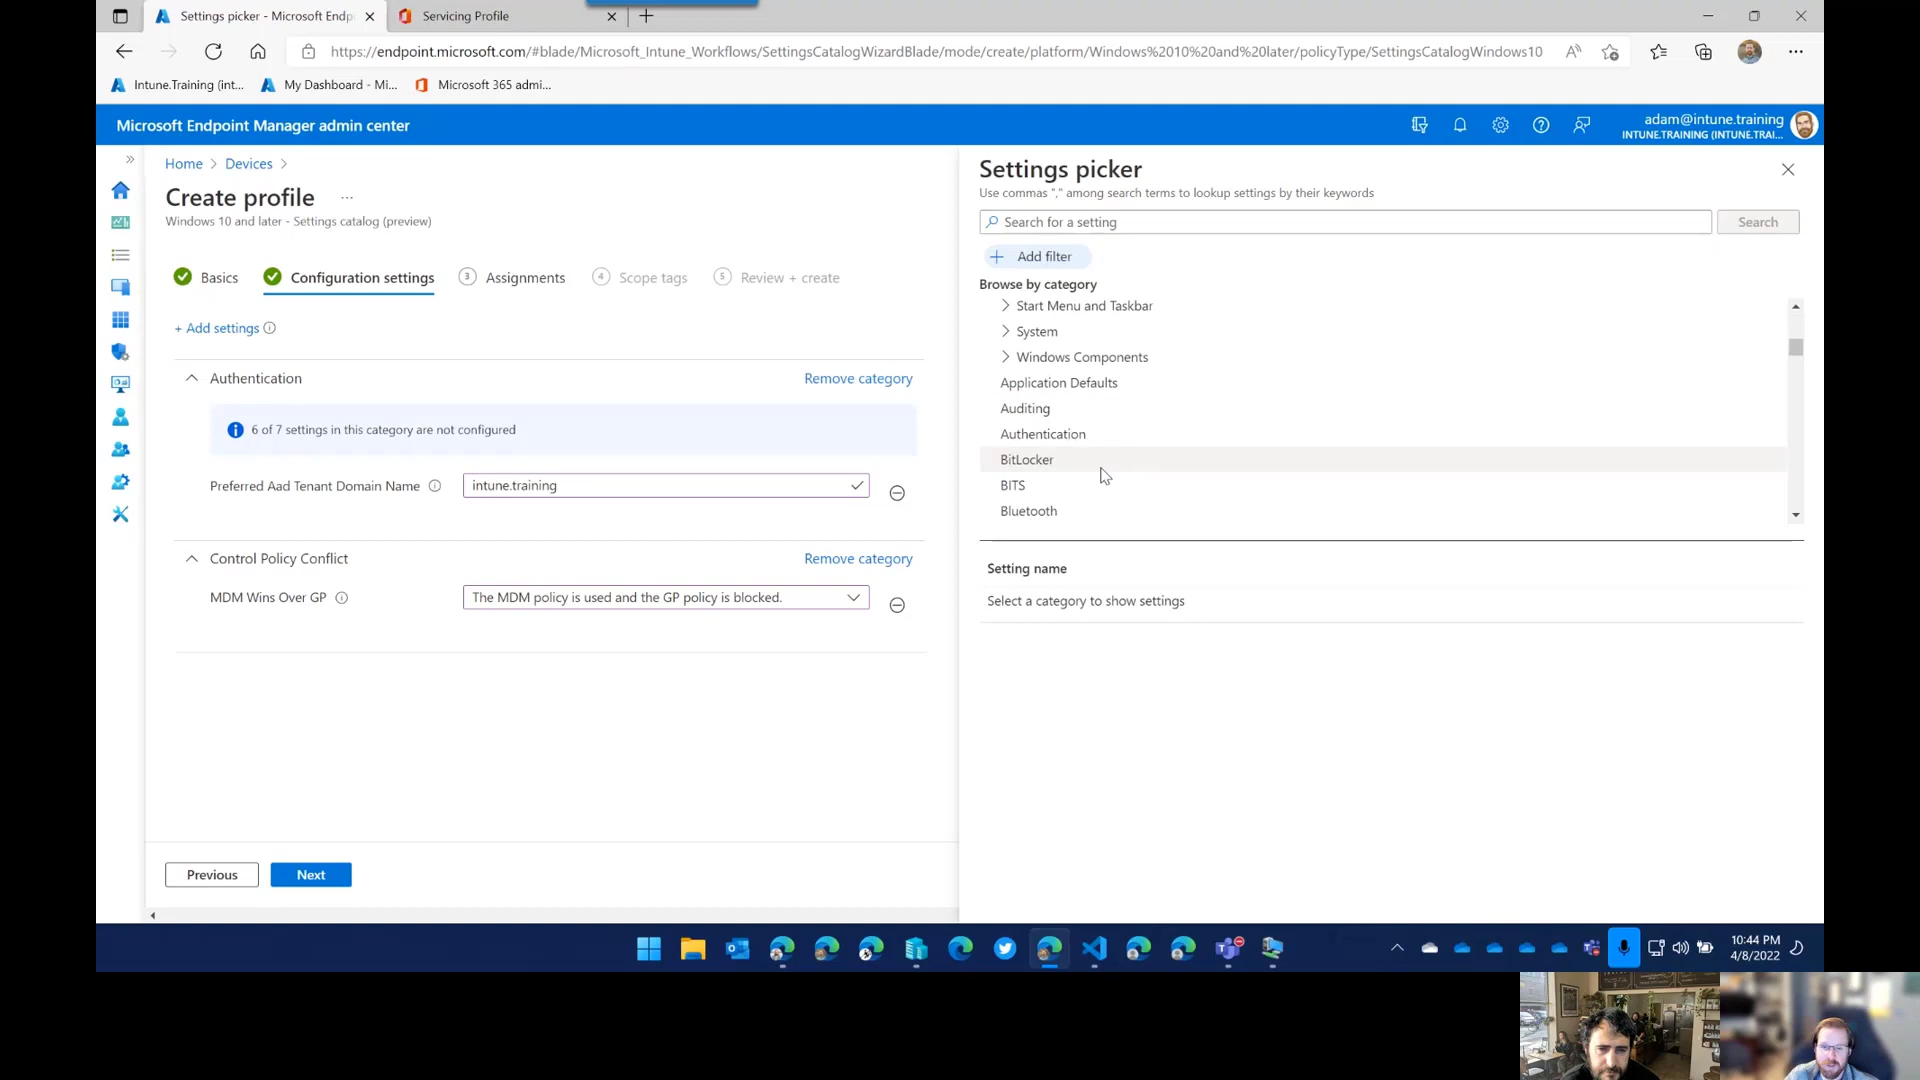 Settings picker - Microsoft Endp
Servicing Profile
https://endpoint.microsoft.com/#blade/Microsoft_Intune_Workflows/SettingsCatalogWizardBlade/mode/create/platform/Windows%2010%20and%20later/policyType/SettingsCatalogWindows10
Intune.Training (int...
My Dashboard - Mi...
Microsoft 365 admi...
Microsoft Endpoint Manager admin center
adam@intune.training
INTUNE.TRAINING (INTUNE.TRAI...
Home > Devices >
Create profile ...
Windows 10 and later - Settings catalog (preview)
Basics
Configuration settings
3 Assignments
4 Scope tags
5 Review + create
+ Add settings
Authentication
Remove category
6 of 7 settings in this category are not configured
Preferred Aad Tenant Domain Name
intune.training
Control Policy Conflict
Remove category
MDM Wins Over GP
The MDM policy is used and the GP policy is blocked.
Previous
Next
Settings picker
Use commas "," among search terms to lookup settings by their keywords
Search for a setting
Search
+ Add filter
Browse by category
Start Menu and Taskbar
System
Windows Components
Application Defaults
Auditing
Authentication
BitLocker
BITS
Bluetooth
Setting name
Select a category to show settings
10:44 PM
4/8/2022